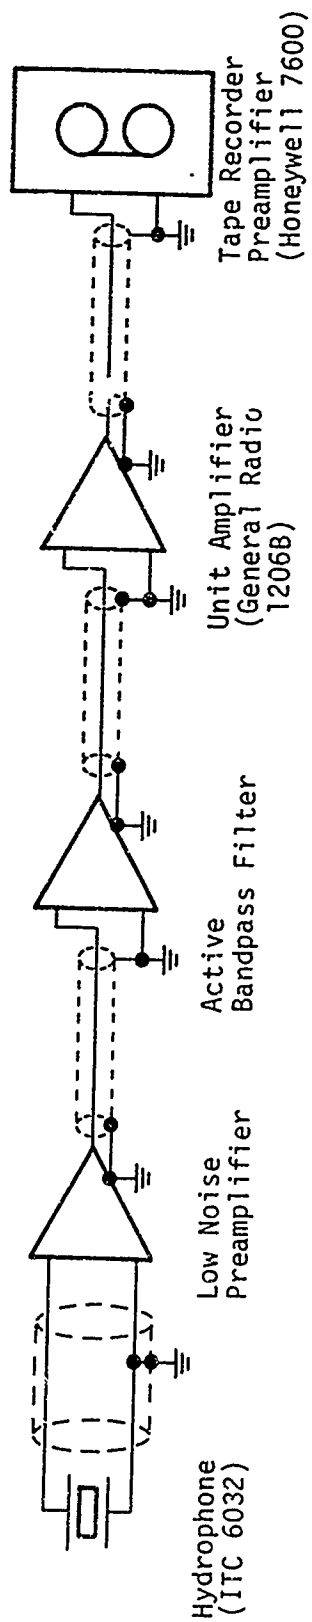 Hydrophone
(ITC 6032)
Low Noise
Preamplifier
Active
Bandpass Filter
Unit Amplifier
(General Radio
1206B)
Tape Recorder
Preamplifier
(Honeywell 7600)